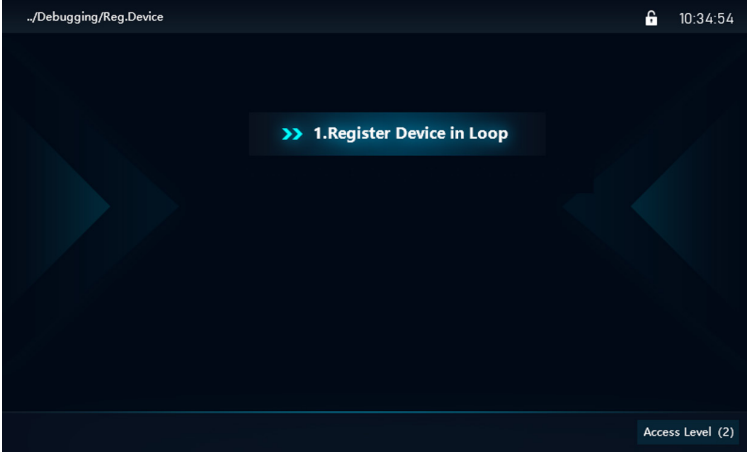 ../Debugging/Reg.Device
10:34:54
1.Register Device in Loop
Access Level (2)